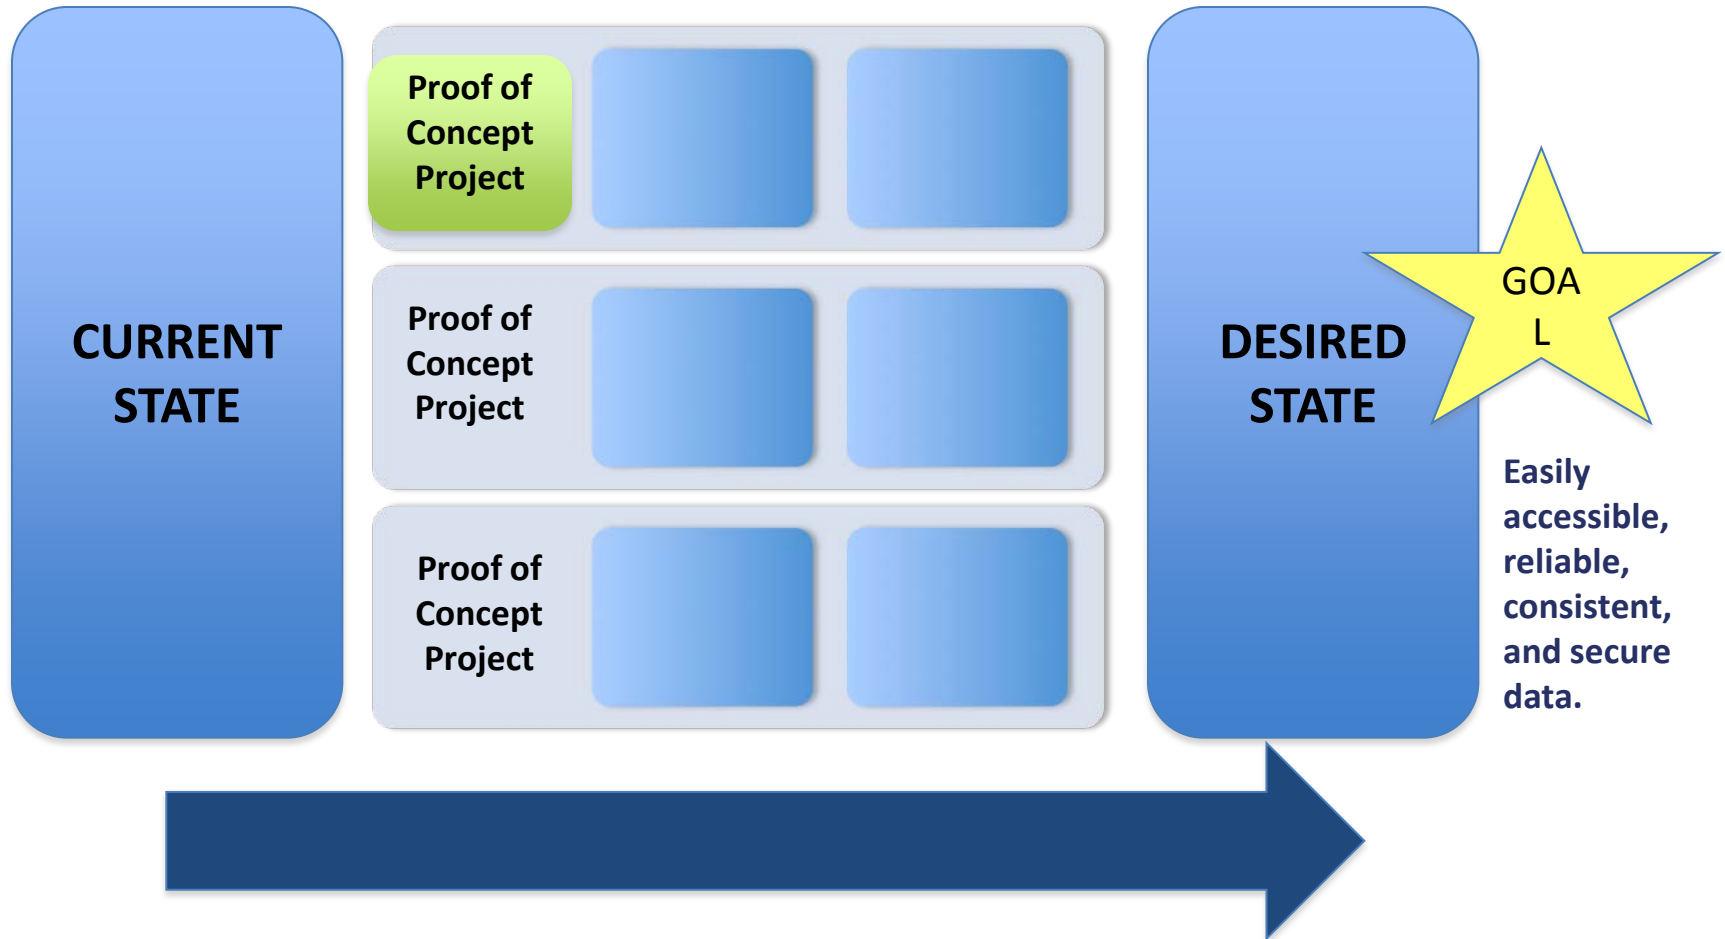 CURRENT
STATE
Proof of
Concept
Project
Proof of
Concept
Project
Proof of
Concept
Project
DESIRED
STATE
GOA
L
Easily
accessible,
reliable,
consistent,
and secure
data.